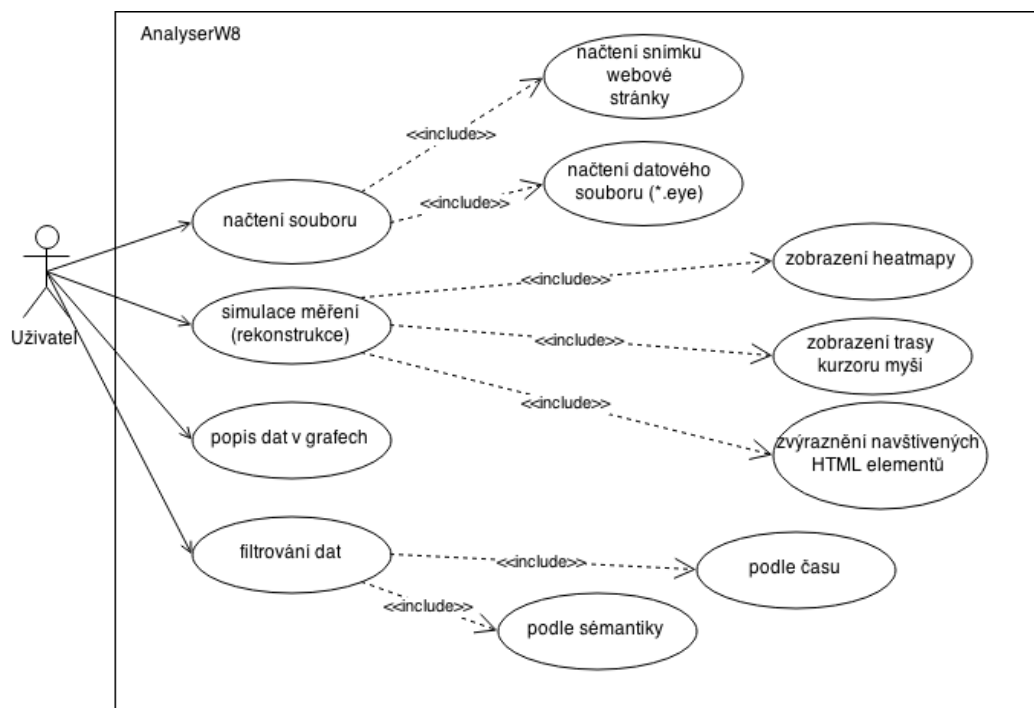 AnalyserW8
načtení snímku
webové
stránky
<<include>>
načtení datového
souboru (*.eye)
<<include>>
načtení souboru
Uživatel
zobrazení heatmapy
<<include>>
simulace měření
(rekonstrukce)
<<include>>
zobrazení trasy
kurzoru myši
<<include>>
zvýraznění navštívených
HTML elementů
popis dat v grafech
filtrování dat
<<include>>
podle času
<<include>>
podle sémantiky